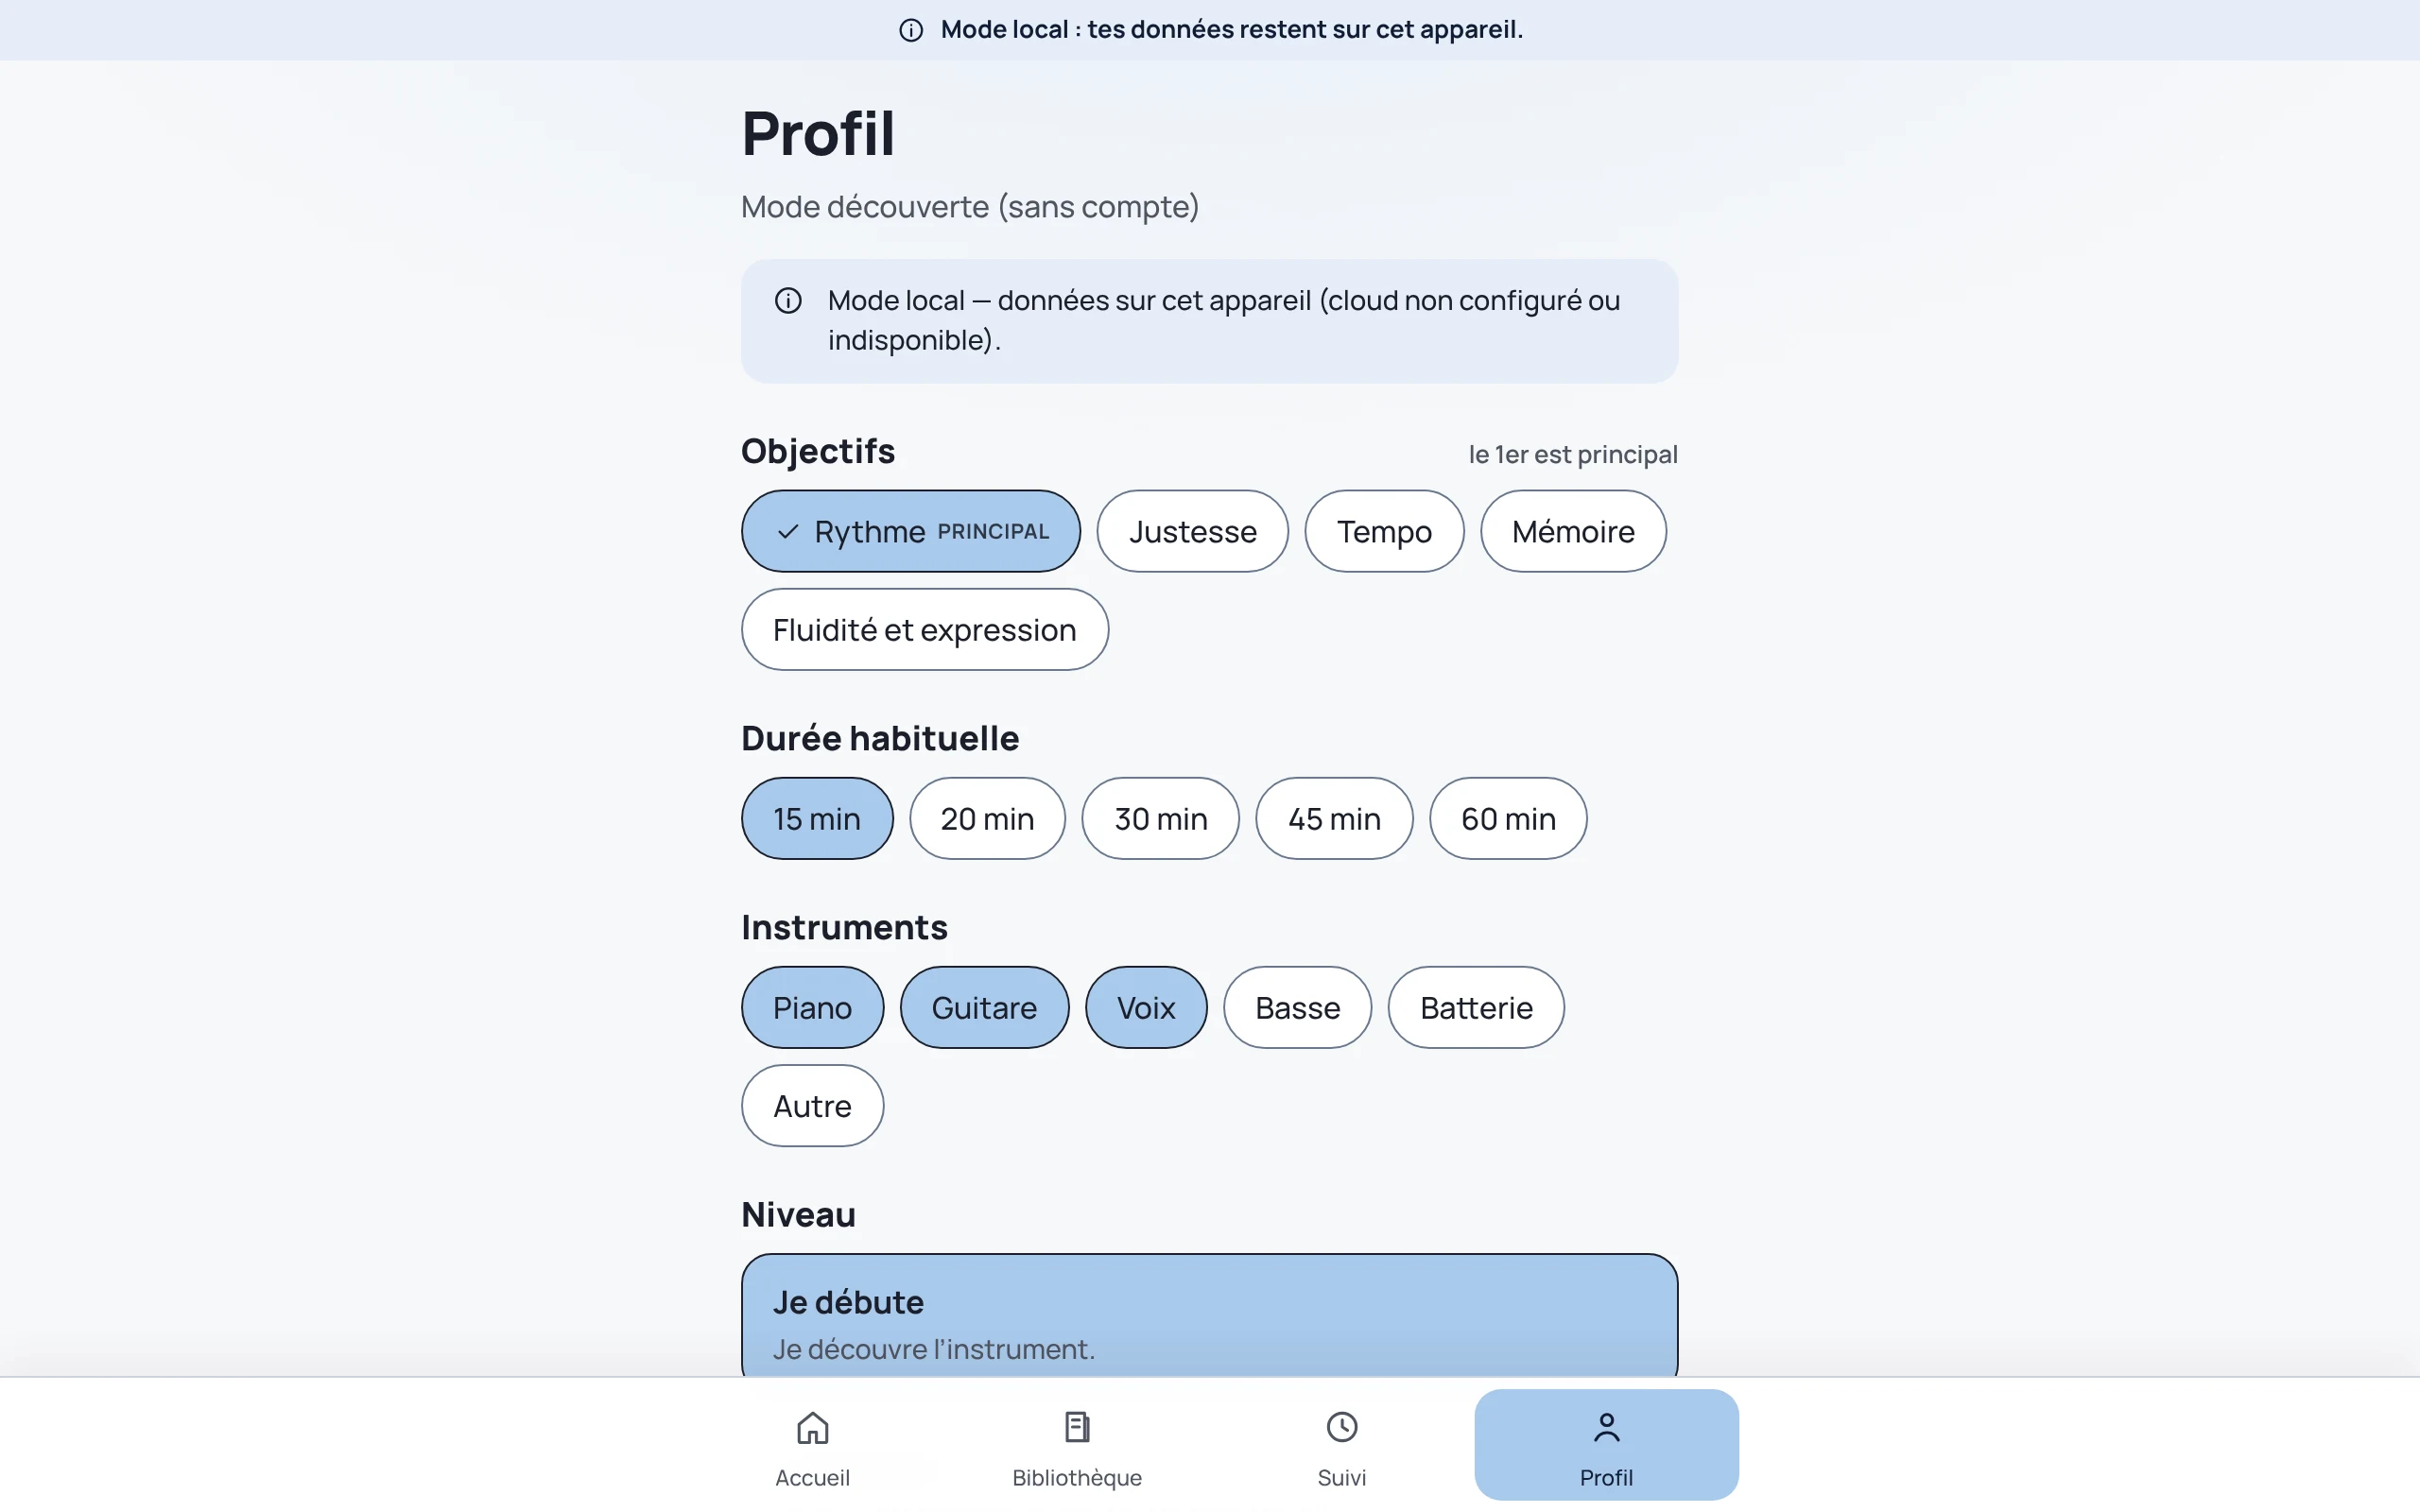 Mode local : tes données restent sur cet appareil.
Profil
Mode découverte (sans compte)
Mode local — données sur cet appareil (cloud non configuré ou
indisponible).
Objectifs
le 1er est principal
Rythme PRINCIPAL
Justesse
Tempo
Mémoire
Fluidité et expression
Durée habituelle
15 min
20 min
30 min
45 min
60 min
Instruments
Piano
Guitare
Voix
Basse
Batterie
Autre
Niveau
Je débute
Je découvre l’instrument.
Accueil
Bibliothèque
Suivi
Profil